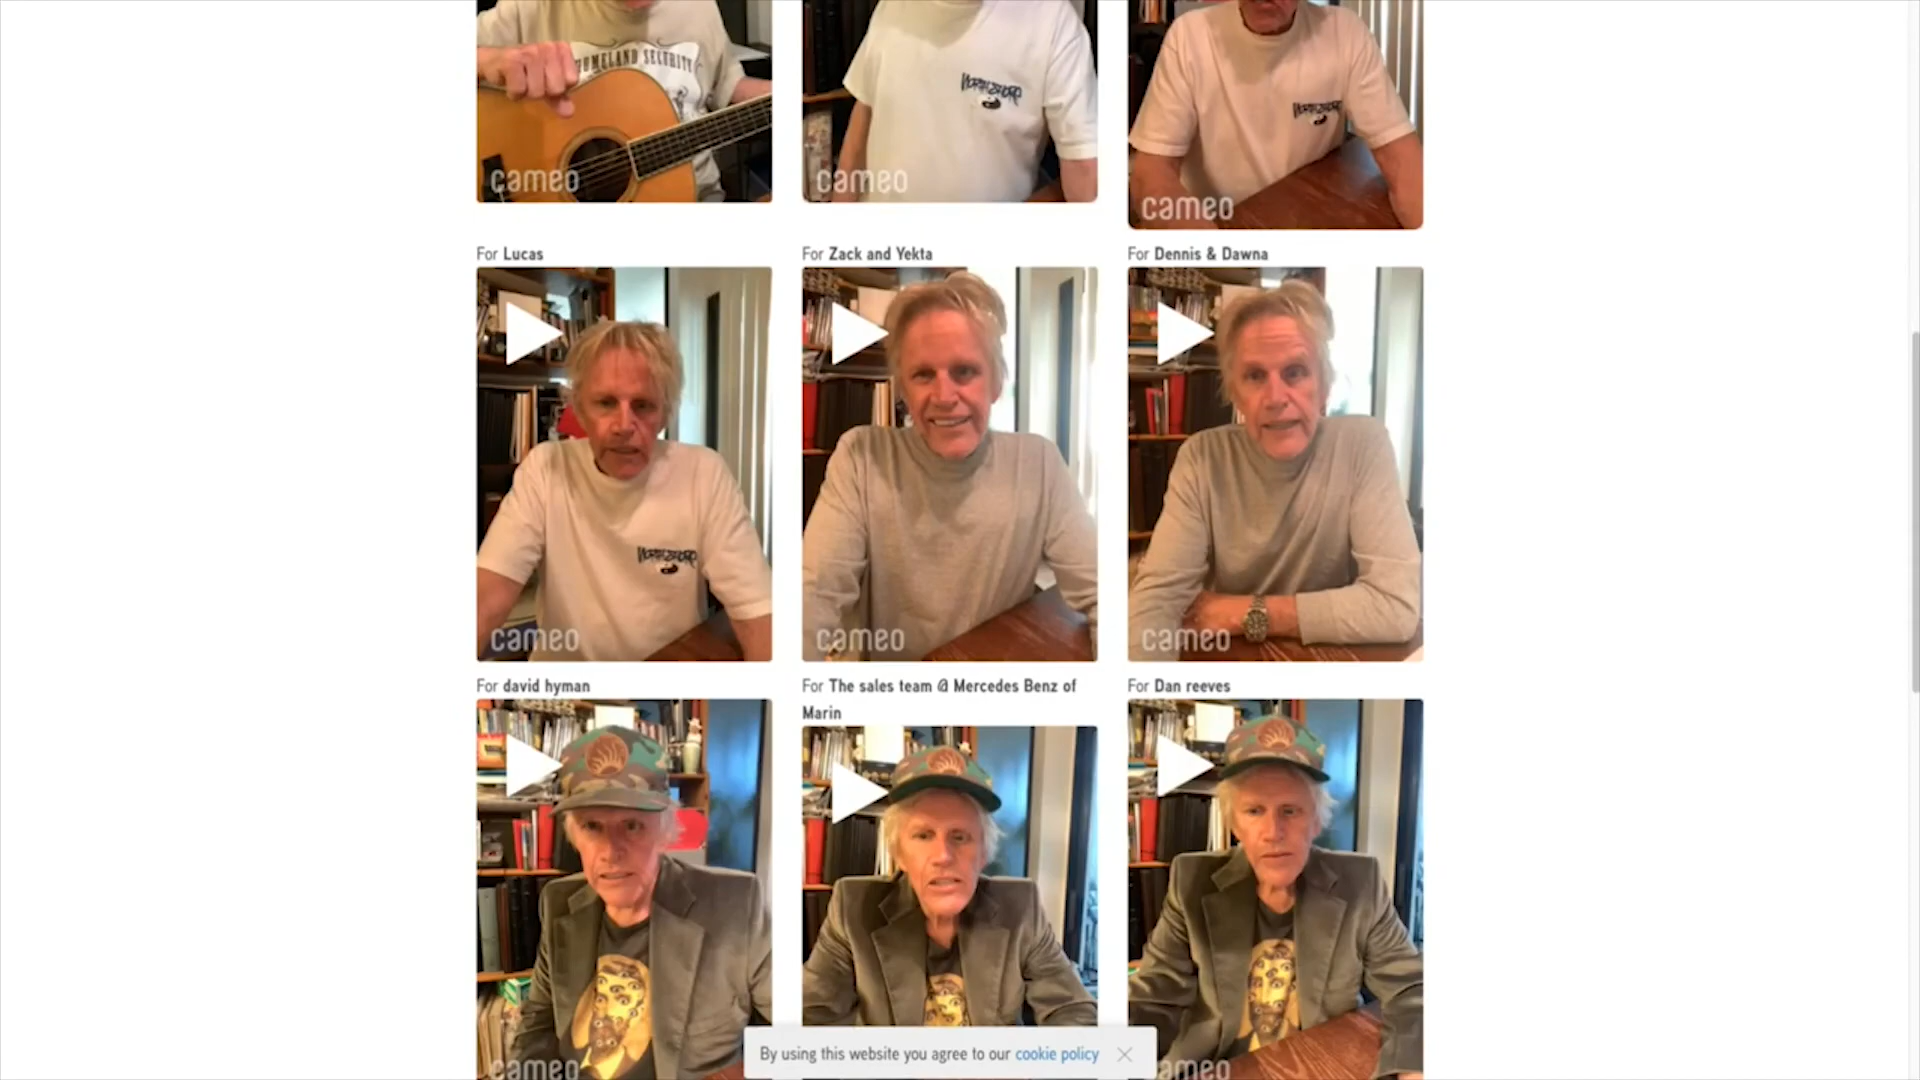 HOMELAND SECURITY
cameo
cameo
cameo
For Lucas
For Zack and Yekta
For Dennis & Dawna
cameo
cameo
cameo
For david hyman
For The sales team @ Mercedes Benz of
Marin
For Dan reeves
cameo
By using this website you agree to our cookie policy
cameo